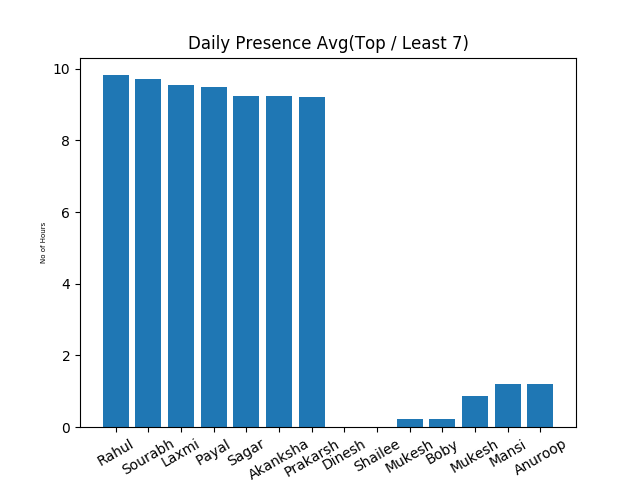 Daily Presence Avg(Top / Least 7)
No of Hours
10
8
6
4
2
0
Rahul
Sourabh
Laxmi
Payal
Sagar
Akanksha
Prakarsh
Dinesh
Shailee
Mukesh
Boby
Mukesh
Mansi
Anuroop